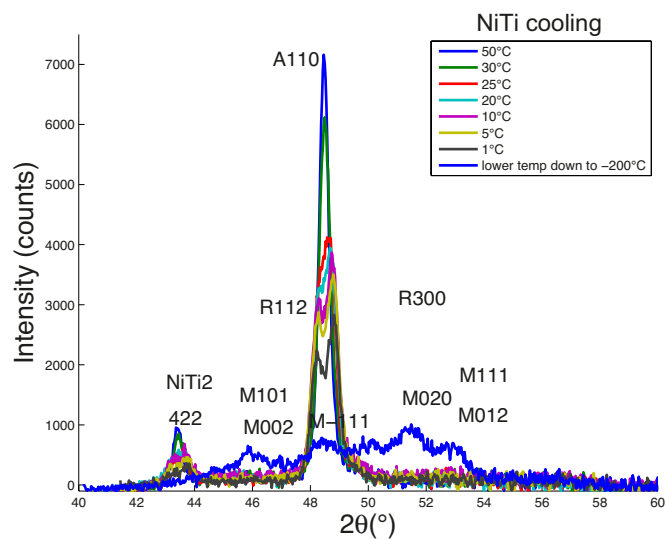 NiTi cooling
50°C
30°C
25°C
20°C
10°C
5°C
1°C
lower temp down to −200°C
A110
R112
R300
NiTi2
422
M101
M002
M−111
M020
M111
M012
7000
6000
5000
4000
3000
2000
1000
0
Intensity (counts)
40 42 44 46 48 50 52 54 56 58 60
2θ(°)